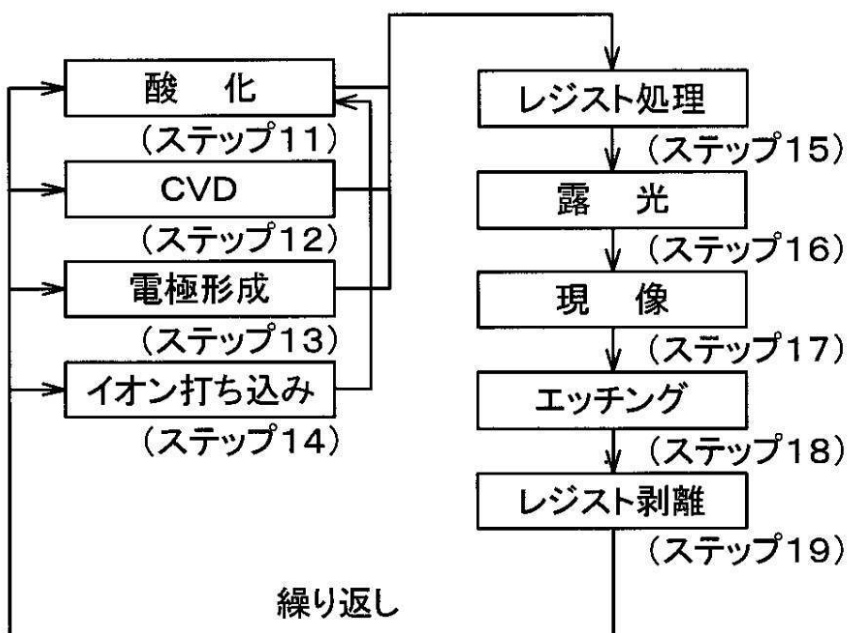 酸 化
(ステップ11)
CVD
(ステップ12)
電極形成
(ステップ13)
イオン打ち込み
(ステップ14)
レジスト処理
(ステップ15)
露 光
(ステップ16)
現 像
(ステップ17)
エッチング
(ステップ18)
レジスト剥離
(ステップ19)
繰り返し